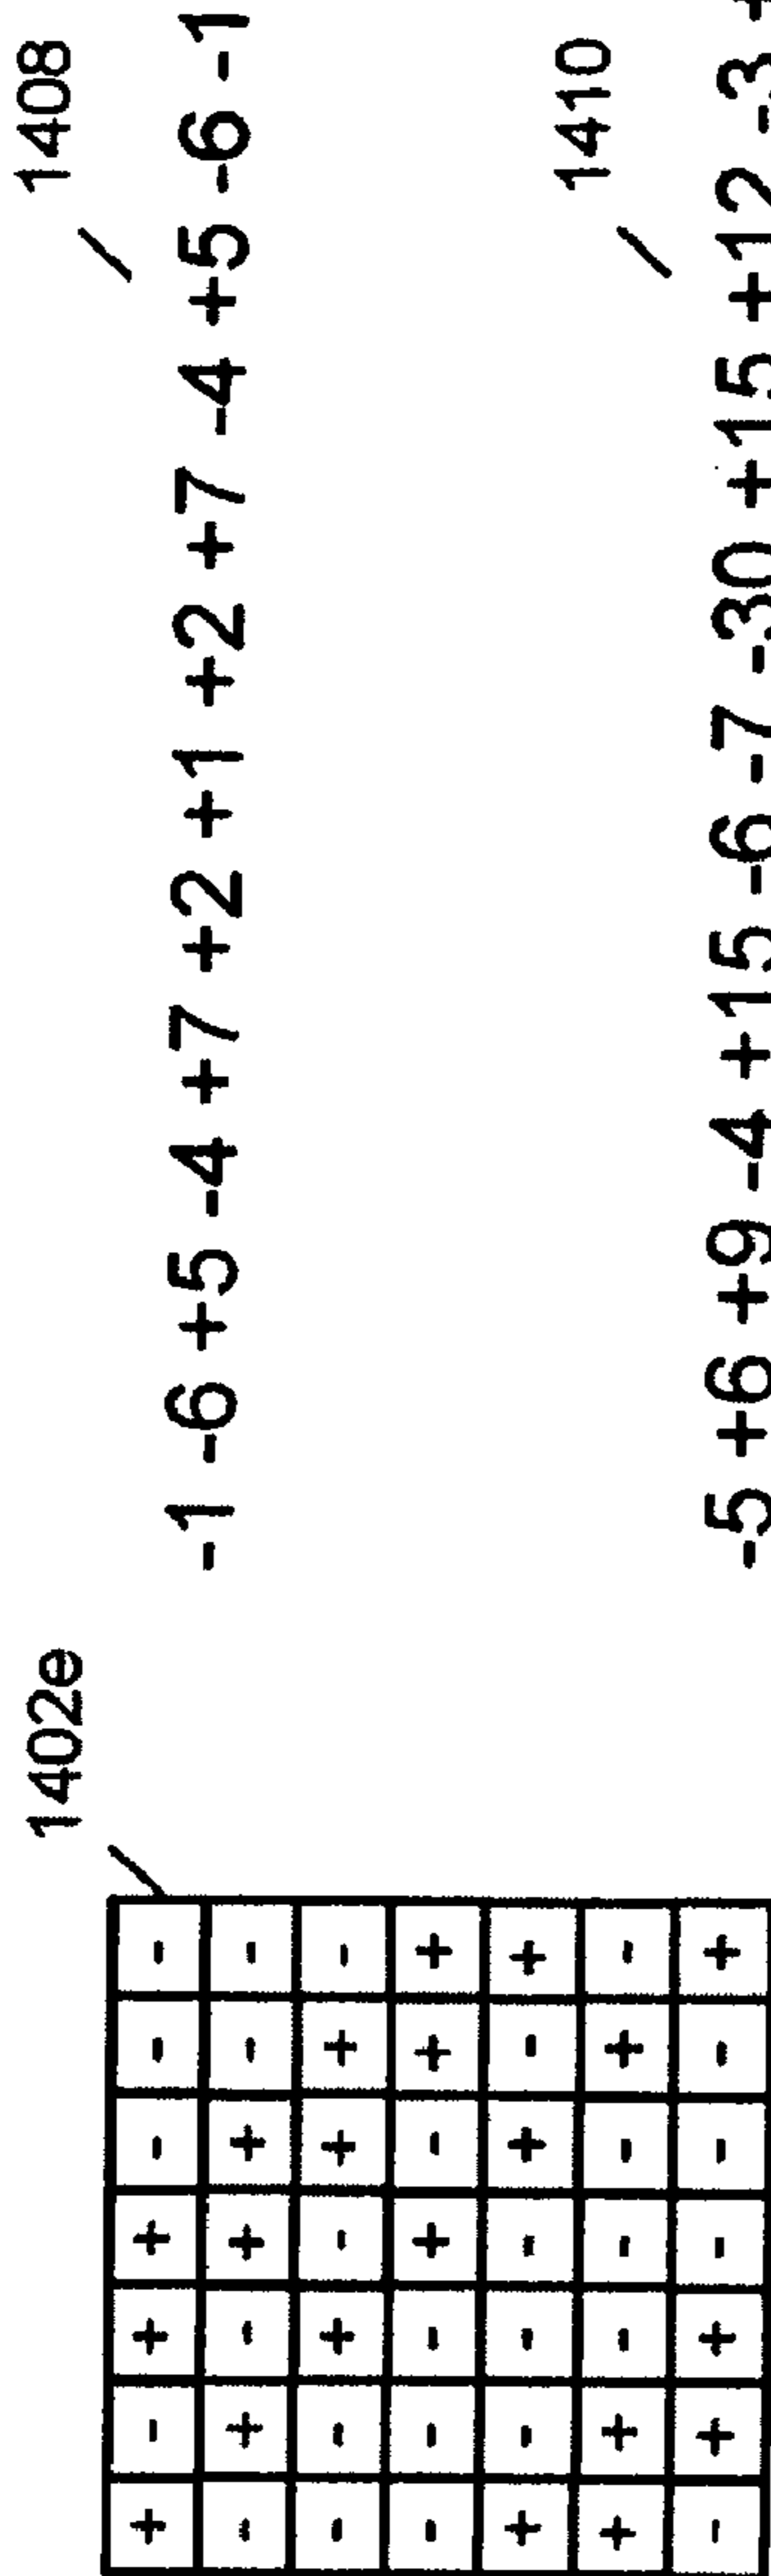 1402e
+ - + + - - -
- + - + + - -
- - + - + + -
- - - + - + +
+ - - - + - +
+ + - - - + -
- + + - - - +
1408
-1 -6 +5 -4 +7 +2 +1 +2 +7 -4 +5 -6 -1
1410
-5 +6 +9 -4 +15 -6 -7 -30 +15 +12 -3 +